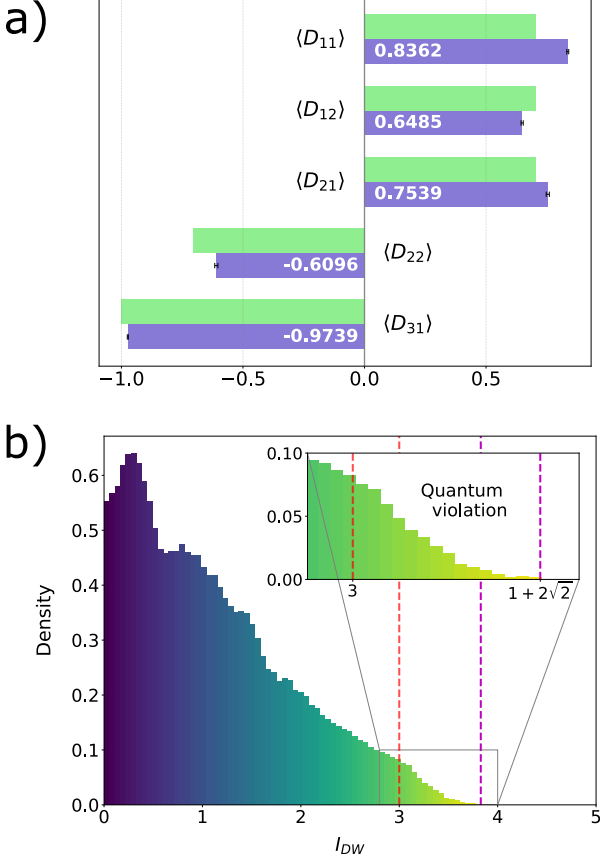 a)
⟨D₁₁⟩
0.8362
⟨D₁₂⟩
0.6485
⟨D₂₁⟩
0.7539
-0.6096
⟨D₂₂⟩
-0.9739
⟨D₃₁⟩
−1.0 −0.5 0.0 0.5
b)
Density
0.6
0.5
0.4
0.3
0.2
0.1
0.0
0.10
0.05
0.00
Quantum
violation
3 1 + 2√2
0 1 2 3 4 5
I_DW